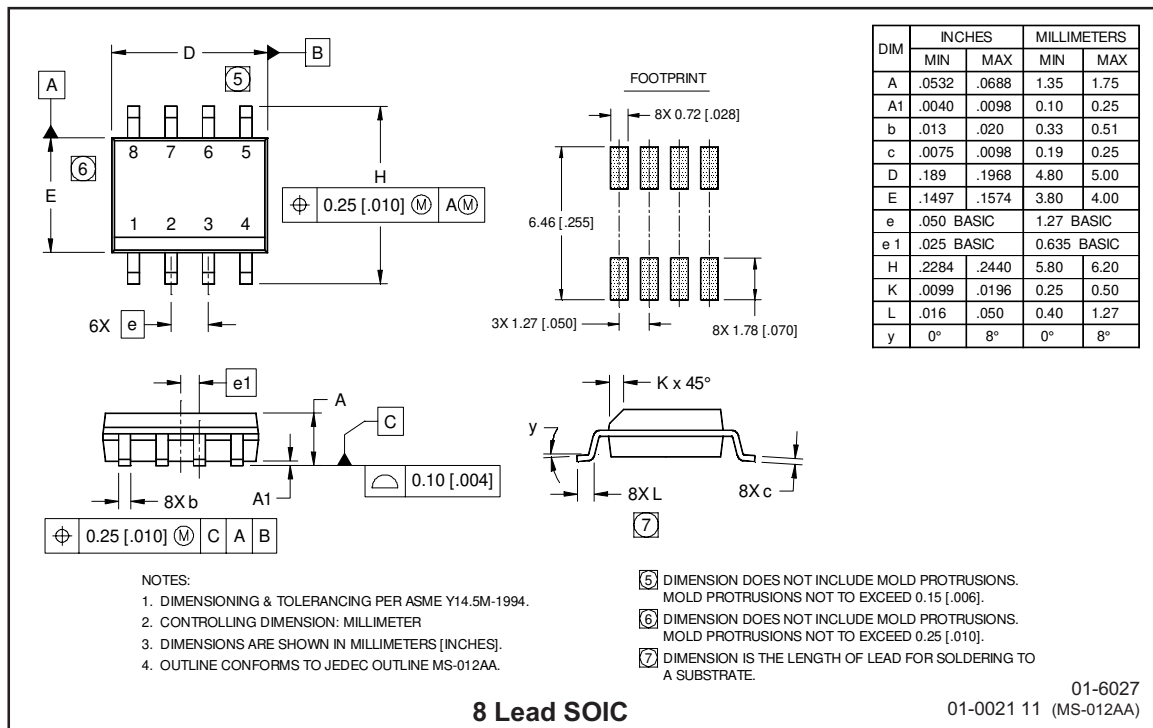 D
B
5
A
8 7 6 5
6
E
H
⌖ 0.25 [.010] Ⓜ AⓂ
1 2 3 4
6X e
FOOTPRINT
8X 0.72 [.028]
6.46 [.255]
3X 1.27 [.050]
8X 1.78 [.070]
DIM INCHES MILLIMETERS
MIN MAX MIN MAX
A .0532 .0688 1.35 1.75
A1 .0040 .0098 0.10 0.25
b .013 .020 0.33 0.51
c .0075 .0098 0.19 0.25
D .189 .1968 4.80 5.00
E .1497 .1574 3.80 4.00
e .050 BASIC 1.27 BASIC
e 1 .025 BASIC 0.635 BASIC
H .2284 .2440 5.80 6.20
K .0099 .0196 0.25 0.50
L .016 .050 0.40 1.27
y 0° 8° 0° 8°
e1
A
C
0.10 [.004]
8X b
A1
⌖ 0.25 [.010] Ⓜ C A B
K x 45°
y
8X L
8X c
7
NOTES:
1. DIMENSIONING & TOLERANCING PER ASME Y14.5M-1994.
2. CONTROLLING DIMENSION: MILLIMETER
3. DIMENSIONS ARE SHOWN IN MILLIMETERS [INCHES].
4. OUTLINE CONFORMS TO JEDEC OUTLINE MS-012AA.
5 DIMENSION DOES NOT INCLUDE MOLD PROTRUSIONS.
MOLD PROTRUSIONS NOT TO EXCEED 0.15 [.006].
6 DIMENSION DOES NOT INCLUDE MOLD PROTRUSIONS.
MOLD PROTRUSIONS NOT TO EXCEED 0.25 [.010].
7 DIMENSION IS THE LENGTH OF LEAD FOR SOLDERING TO
A SUBSTRATE.
8 Lead SOIC
01-6027
01-0021 11 (MS-012AA)